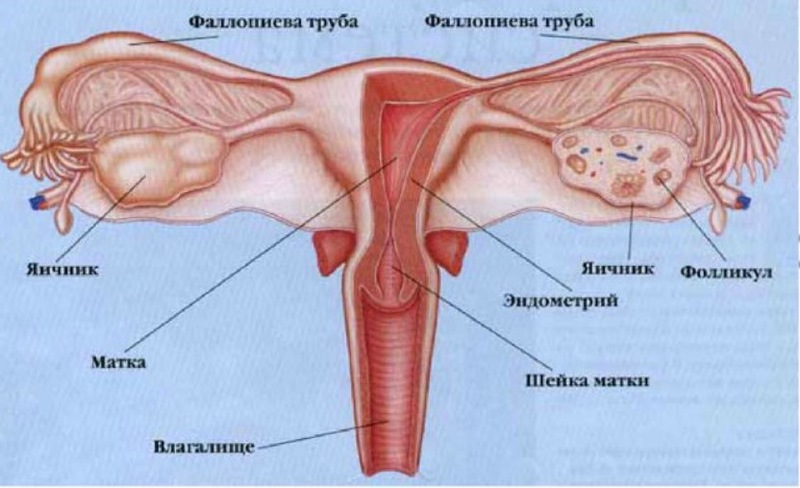 Фаллопиева труба
Фаллопиева труба
Яичник
Яичник
Фолликул
Эндометрий
Матка
Шейка матки
Влагалище